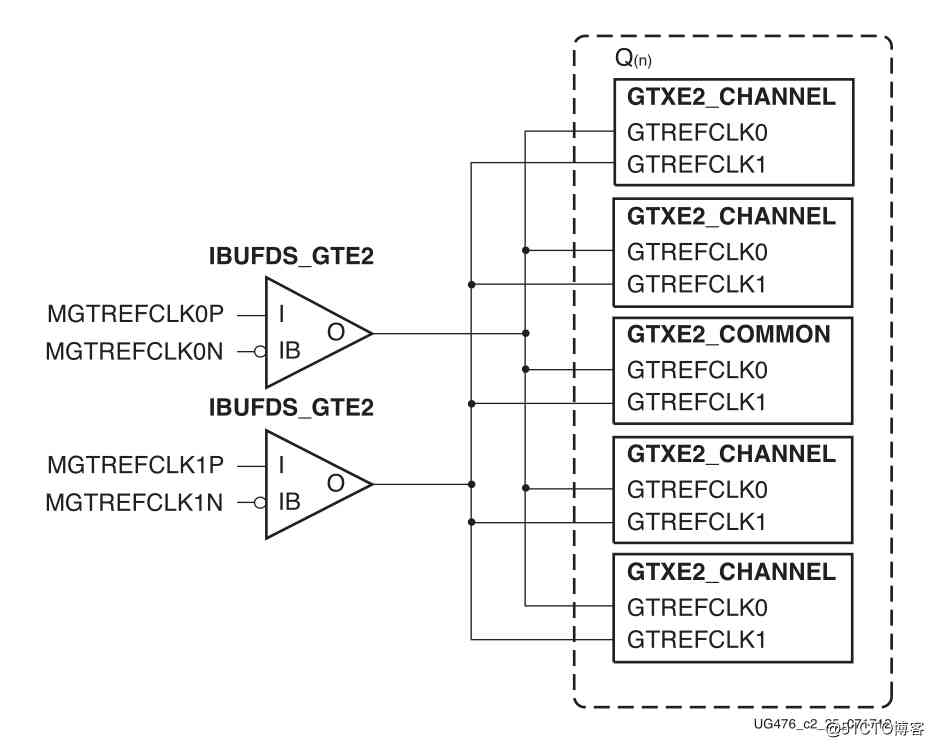 Q(n)
GTXE2_CHANNEL
GTREFCLK0
GTREFCLK1
GTXE2_CHANNEL
GTREFCLK0
GTREFCLK1
IBUFDS_GTE2
MGTREFCLK0P
I
O
MGTREFCLK0N
IB
GTXE2_COMMON
GTREFCLK0
GTREFCLK1
IBUFDS_GTE2
MGTREFCLK1P
I
O
MGTREFCLK1N
IB
GTXE2_CHANNEL
GTREFCLK0
GTREFCLK1
GTXE2_CHANNEL
GTREFCLK0
GTREFCLK1
UG476_c2_25_071712
@51CTO博客